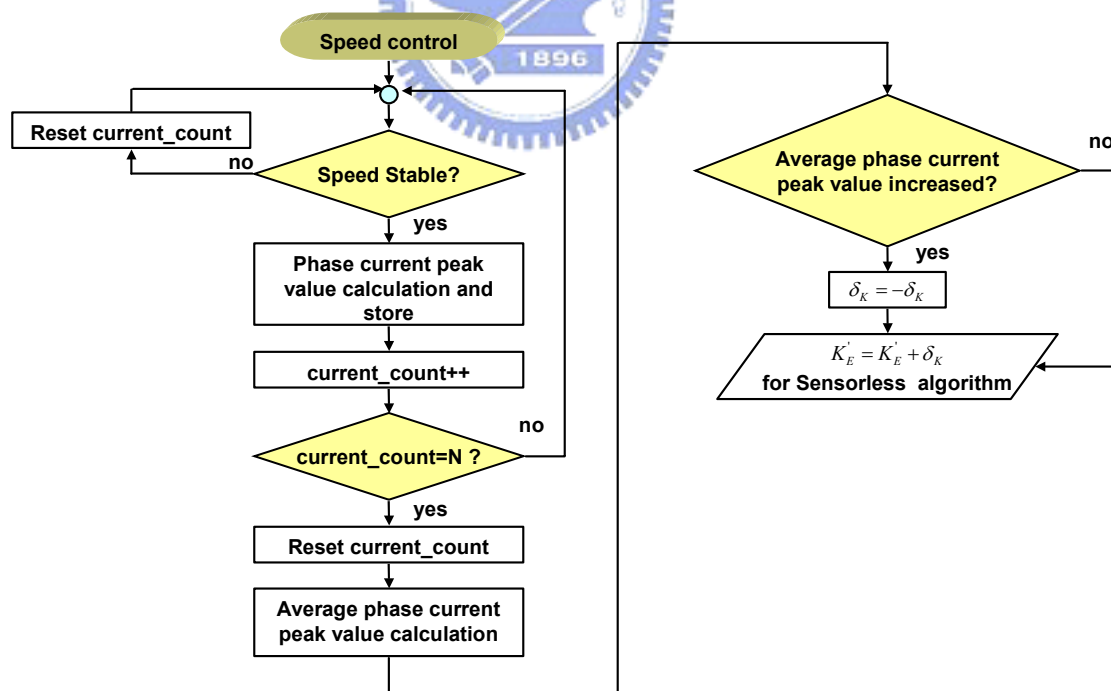 Speed control
1896
Reset current_count
no
Speed Stable?
yes
Phase current peak
value calculation and
store
current_count++
no
current_count=N ?
yes
Reset current_count
Average phase current
peak value calculation
Average phase current
peak value increased?
no
yes
δ_K = −δ_K
K_E^' = K_E^' + δ_K
for Sensorless algorithm